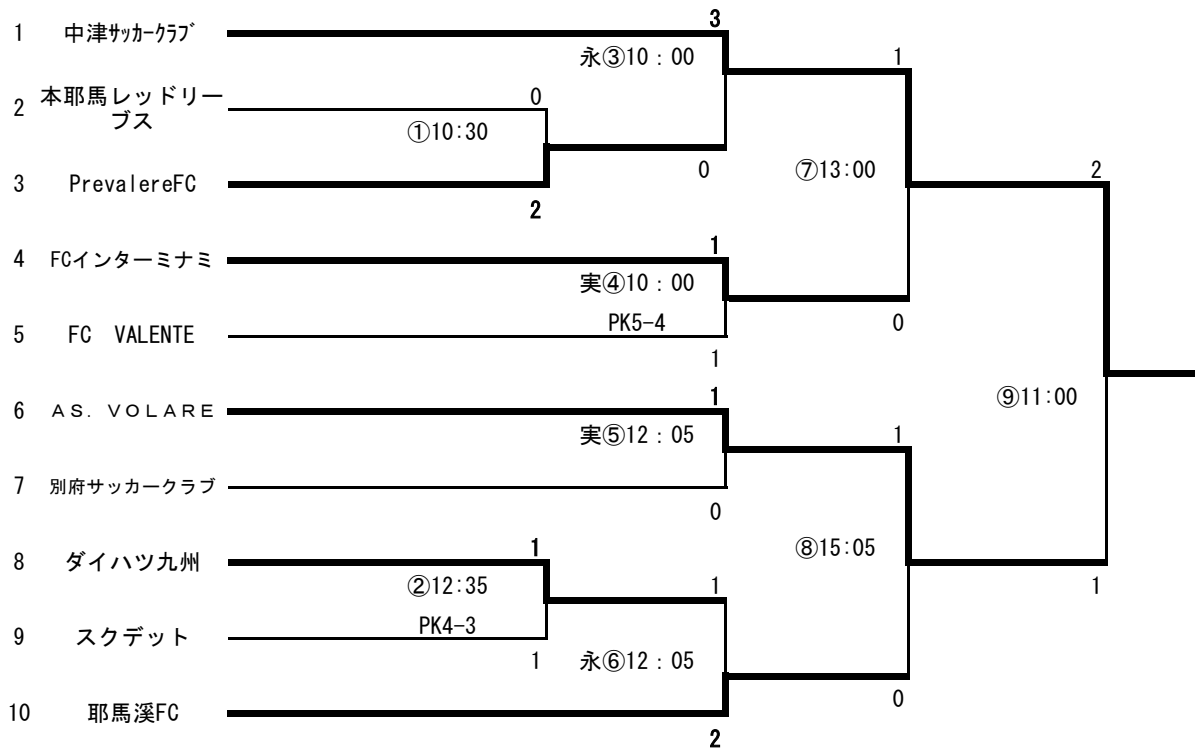 3
1 中津サッカークラブ
永③10：00
1
2 本耶馬レッドリー
ブス
0
①10:30
0
⑦13:00
2
3 PrevalereFC
2
1
4 FCインターミナミ
実④10：00
PK5-4
0
5 FC　VALENTE
1
1
⑨11:00
6 ＡＳ．ＶＯＬＡＲＥ
実⑤12：05
1
7 別府サッカークラブ
0
1
⑧15:05
8 ダイハツ九州
②12:35
1
1
PK4-3
9 スクデット
1
永⑥12：05
0
10 耶馬溪FC
2